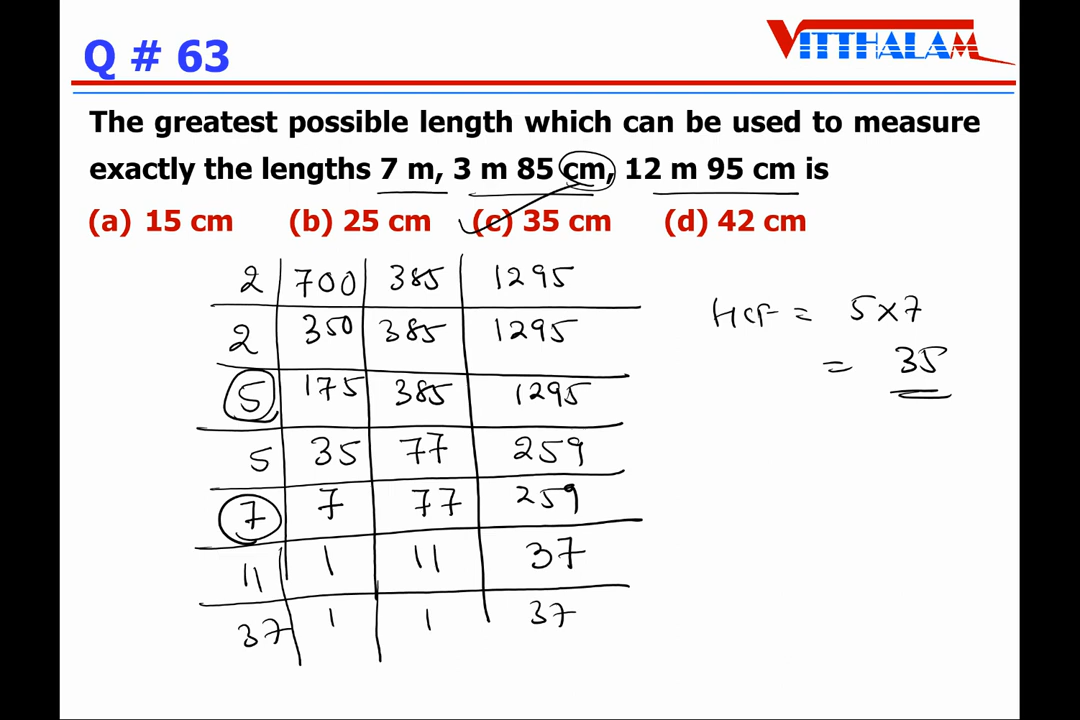 Q # 63
VITTHALAM
The greatest possible length which can be used to measure
exactly the lengths 7 m, 3 m 85 cm, 12 m 95 cm is
(a) 15 cm (b) 25 cm (c) 35 cm (d) 42 cm
2 700 385 1295
2 350 385 1295
5 175 385 1295
5 35 77 259
7 7 77 259
11 1 11 37
37 1 1 37
HCF = 5×7
= 35